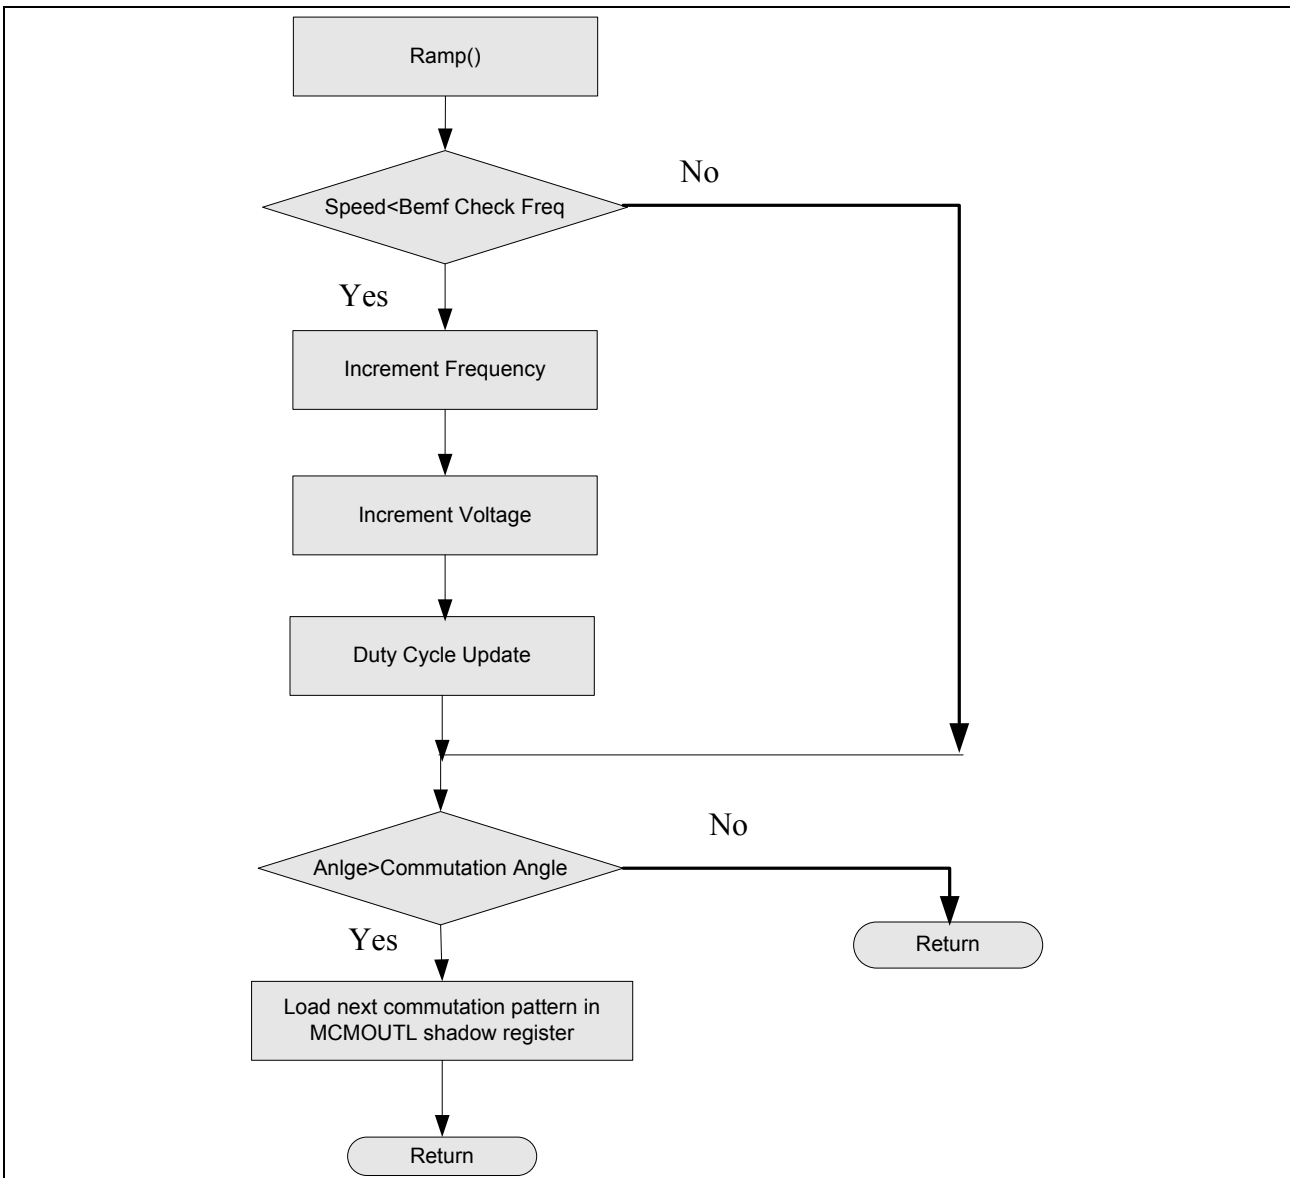 Ramp()
No
Speed<Bemf Check Freq
Yes
Increment Frequency
Increment Voltage
Duty Cycle Update
No
Anlge>Commutation Angle
Yes
Return
Load next commutation pattern in
MCMOUTL shadow register
Return